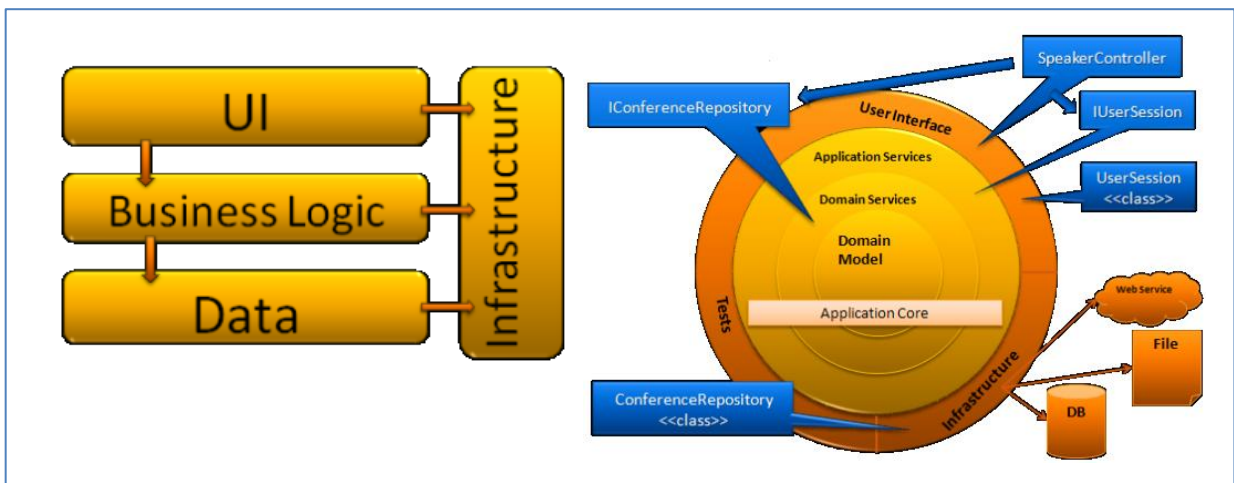 UI
Business Logic
Data
Infrastructure
SpeakerController
IConferenceRepository
IUserSession
User Interface
Application Services
UserSession
<<class>>
Domain Services
Domain
Model
Web Service
Tests
Application Core
File
Infrastructure
ConferenceRepository
<<class>>
DB